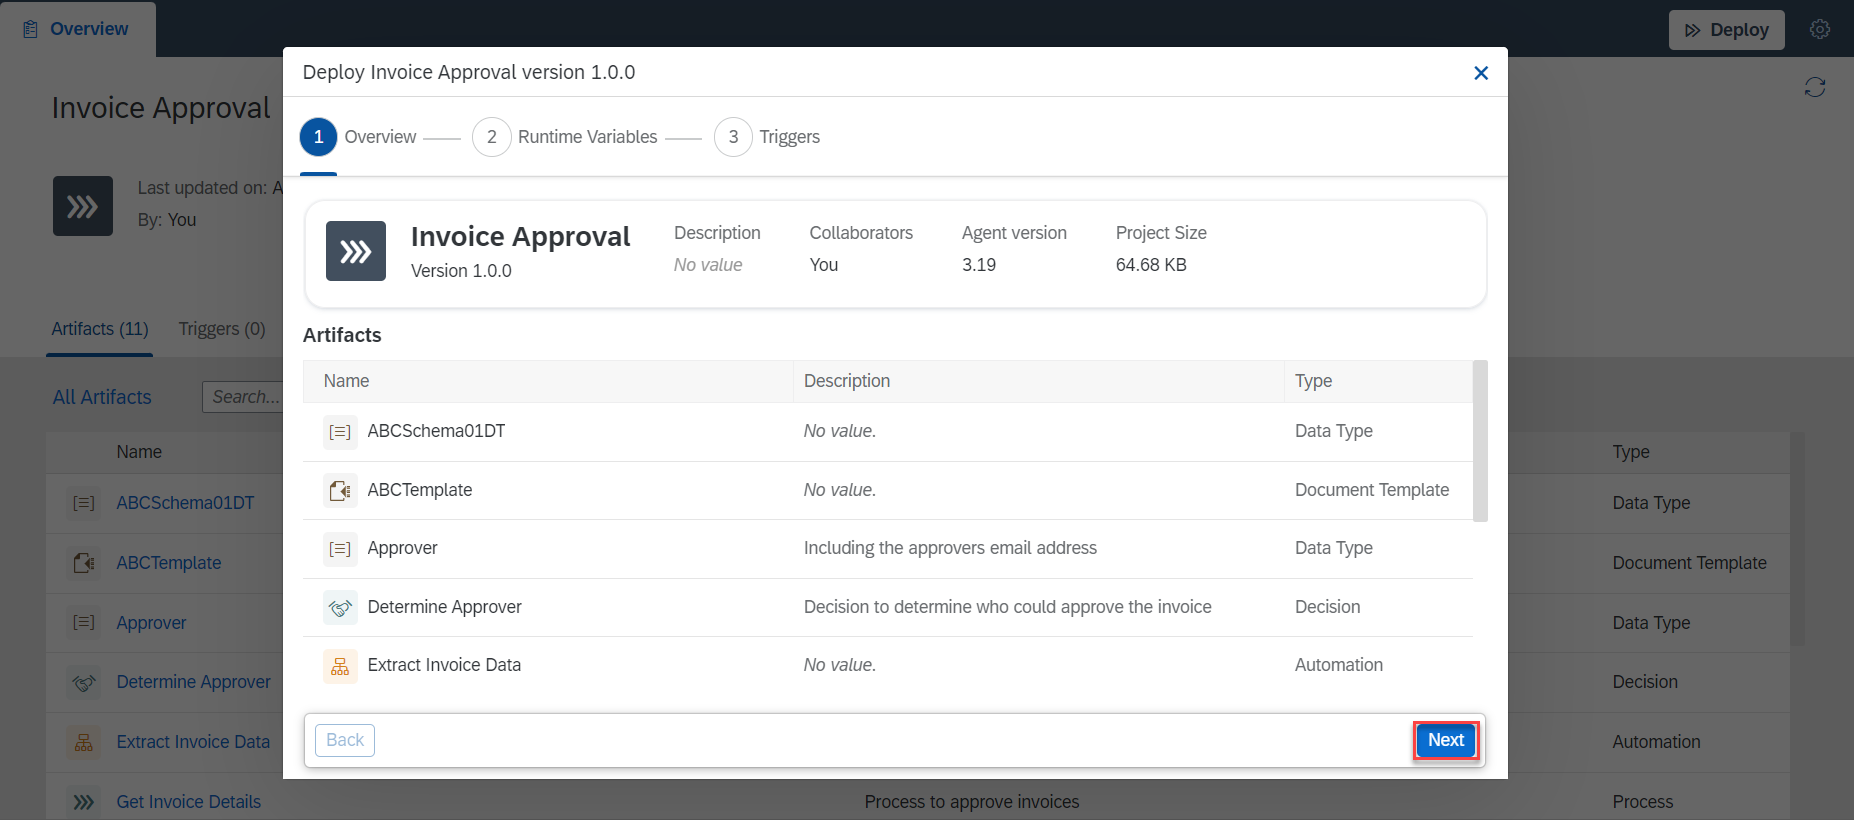 Overview
Deploy
Invoice Approval
Last updated on: A
By: You
Artifacts (11) Triggers (0)
All Artifacts Search...
Name Type
ABCSchema01DT Data Type
ABCTemplate Document Template
Approver Data Type
Determine Approver Decision
Extract Invoice Data Automation
Get Invoice Details Process to approve invoices Process
Deploy Invoice Approval version 1.0.0
1 Overview 2 Runtime Variables 3 Triggers
Invoice Approval Description Collaborators Agent version Project Size
Version 1.0.0 No value You 3.19 64.68 KB
Artifacts
Name Description Type
ABCSchema01DT No value. Data Type
ABCTemplate No value. Document Template
Approver Including the approvers email address Data Type
Determine Approver Decision to determine who could approve the invoice Decision
Extract Invoice Data No value. Automation
Back Next